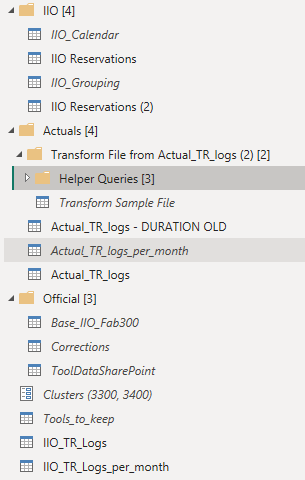 IIO [4]
IIO_Calendar
IIO Reservations
IIO_Grouping
IIO Reservations (2)
Actuals [4]
Transform File from Actual_TR_logs (2) [2]
Helper Queries [3]
Transform Sample File
Actual_TR_logs - DURATION OLD
Actual_TR_logs_per_month
Actual_TR_logs
Official [3]
Base_IIO_Fab300
Corrections
ToolDataSharePoint
Clusters (3300, 3400)
Tools_to_keep
IIO_TR_Logs
IIO_TR_Logs_per_month